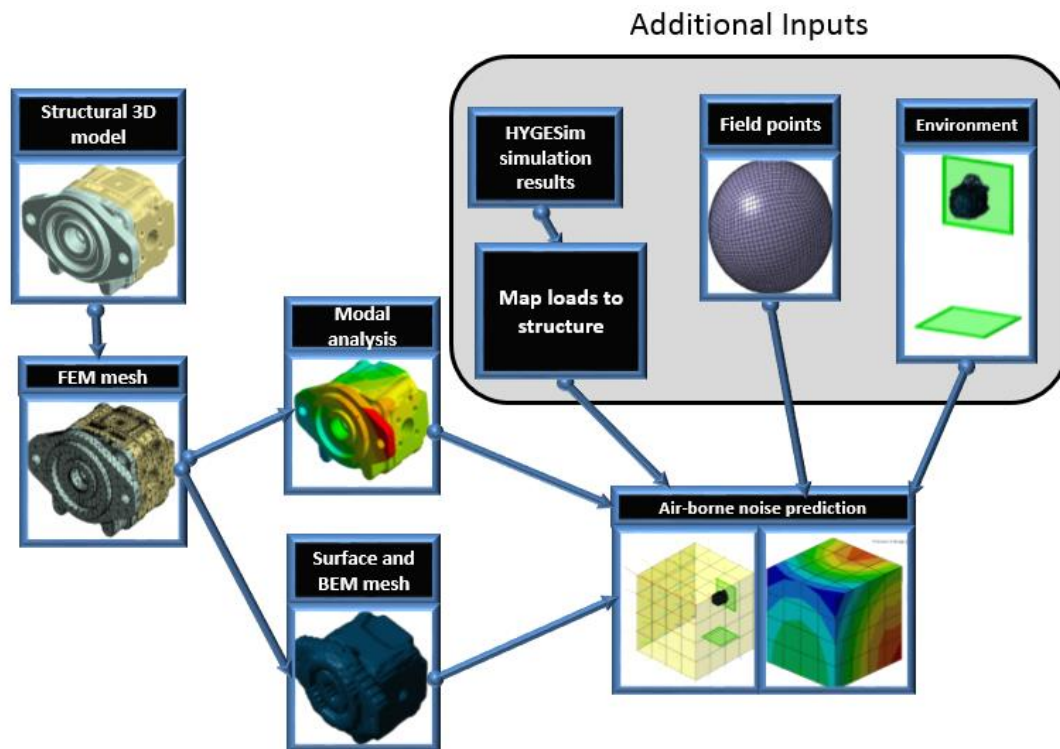 Additional Inputs
Structural 3D
model
HYGESim
simulation
results
Field points
Environment
Map loads to
structure
Modal
analysis
FEM mesh
Air-borne noise prediction
Surface and
BEM mesh